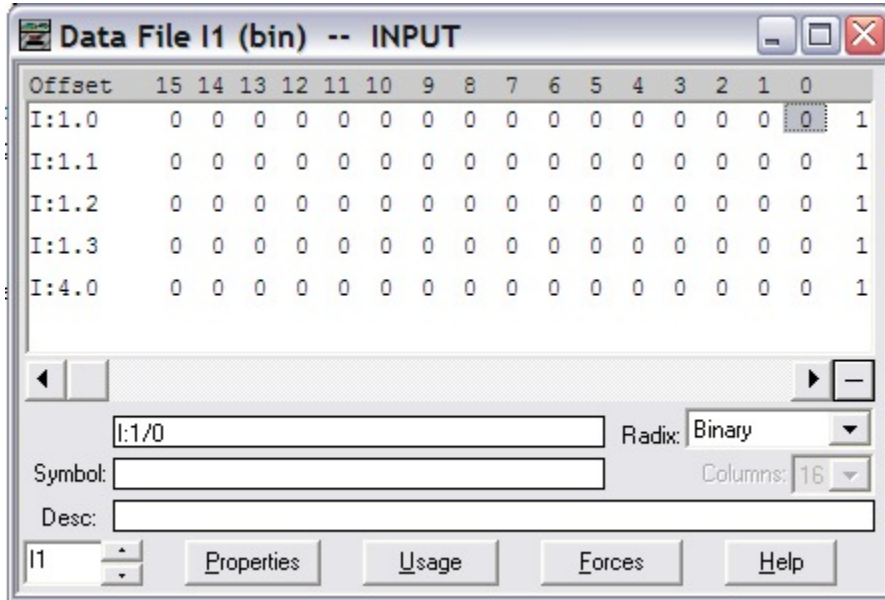 Data File I1 (bin) -- INPUT
Offset 15 14 13 12 11 10 9 8 7 6 5 4 3 2 1 0
I:1.0 0 0 0 0 0 0 0 0 0 0 0 0 0 0 0 0 1
I:1.1 0 0 0 0 0 0 0 0 0 0 0 0 0 0 0 0 1
I:1.2 0 0 0 0 0 0 0 0 0 0 0 0 0 0 0 0 1
I:1.3 0 0 0 0 0 0 0 0 0 0 0 0 0 0 0 0 1
I:4.0 0 0 0 0 0 0 0 0 0 0 0 0 0 0 0 0 1
I:1/0 Radix: Binary
Symbol: Columns: 16
Desc:
I1 Properties Usage Forces Help